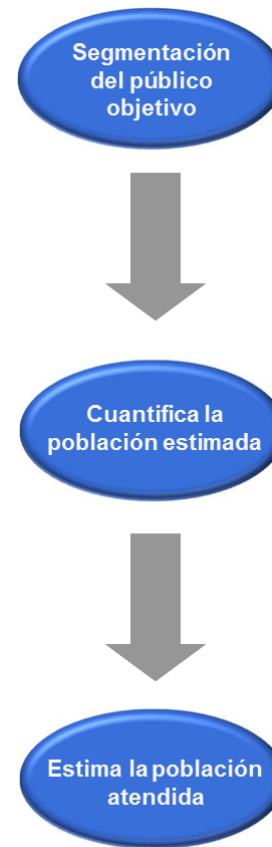 Segmentación
del público
objetivo
Cuantifica la
población estimada
Estima la población
atendida